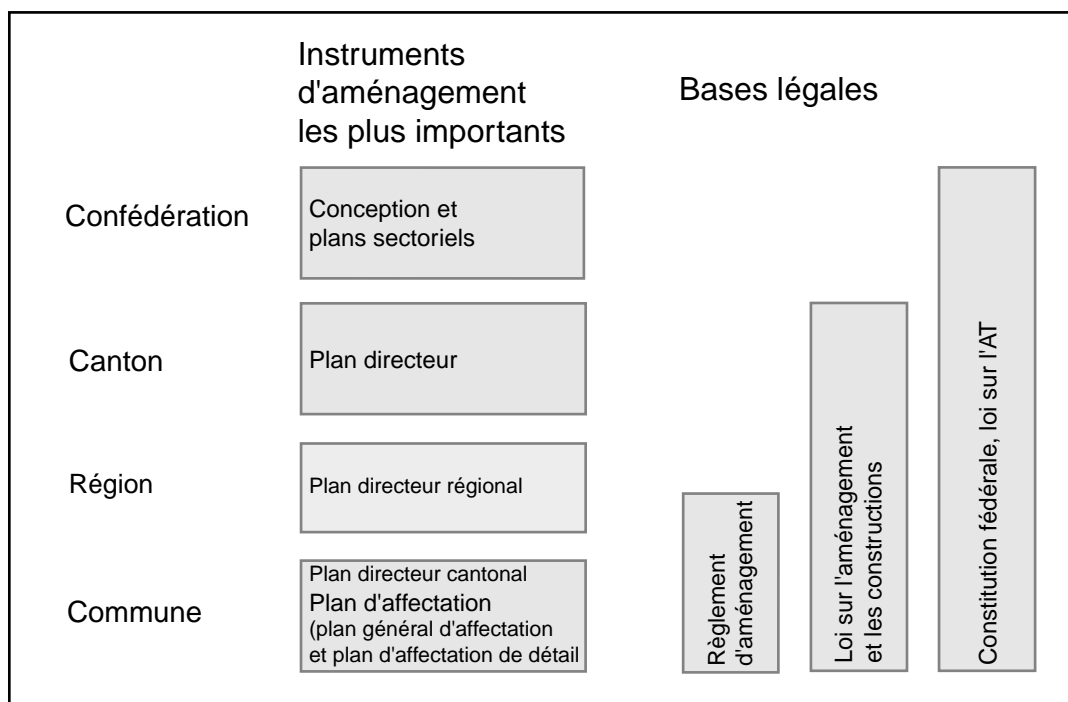 Instruments
d'aménagement
les plus importants
Bases légales
Confédération
Conception et
plans sectoriels
Canton
Plan directeur
Région
Plan directeur régional
Commune
Plan directeur cantonal
Plan d'affectation
(plan général d'affectation
et plan d'affectation de détail
Règlement
d'aménagement
Loi sur l'aménagement
et les constructions
Constitution fédérale, loi sur l'AT